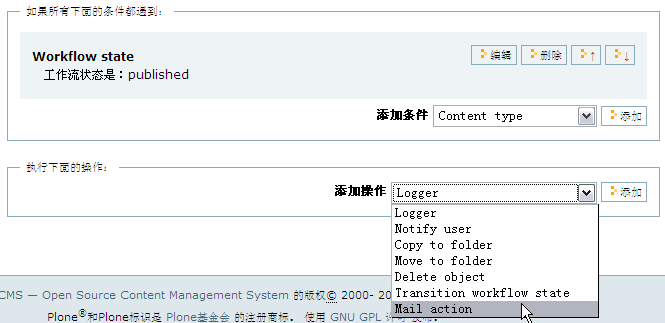 如果所有下面的条件都遇到：
Workflow state
工作流状态是：published
编辑 删除 ↑ ↓
添加条件 Content type 添加
执行下面的操作：
添加操作 Logger 添加
Logger
Notify user
Copy to folder
Move to folder
Delete object
Transition workflow state
Mail action
CMS — Open Source Content Management System 的版权© 2000- 20
Plone®和Plone标识是 Plone基金会 的注册商标。 使用 GNU GPL 许可